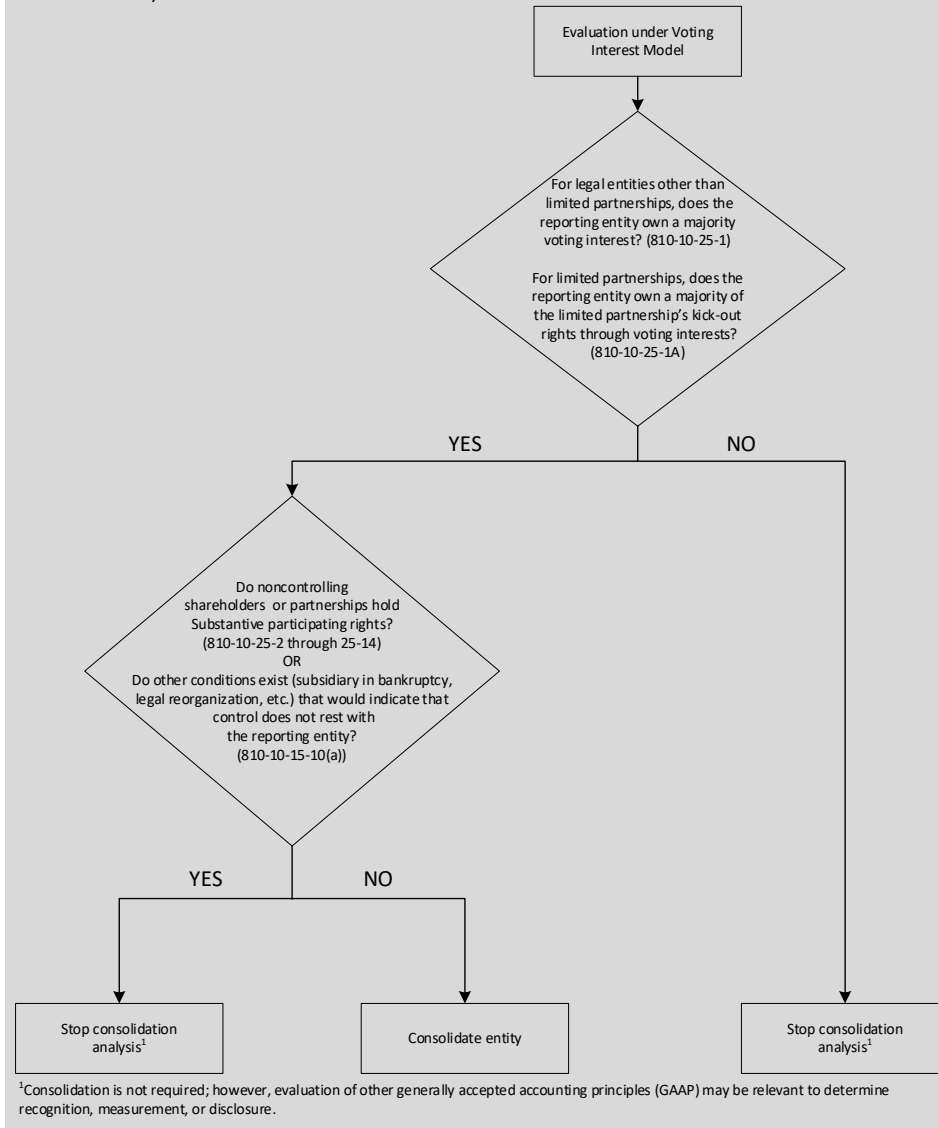 Evaluation under Voting
Interest Model
For legal entities other than
limited partnerships, does the
reporting entity own a majority
voting interest? (810-10-25-1)
For limited partnerships, does the
reporting entity own a majority of
the limited partnership's kick-out
rights through voting interests?
(810-10-25-1A)
YES
NO
Do noncontrolling
shareholders or partnerships hold
Substantive participating rights?
(810-10-25-2 through 25-14)
OR
Do other conditions exist (subsidiary in bankruptcy,
legal reorganization, etc.) that would indicate that
control does not rest with
the reporting entity?
(810-10-15-10(a))
YES
NO
Stop consolidation
analysis¹
Consolidate entity
Stop consolidation
analysis¹
¹Consolidation is not required; however, evaluation of other generally accepted accounting principles (GAAP) may be relevant to determine
recognition, measurement, or disclosure.